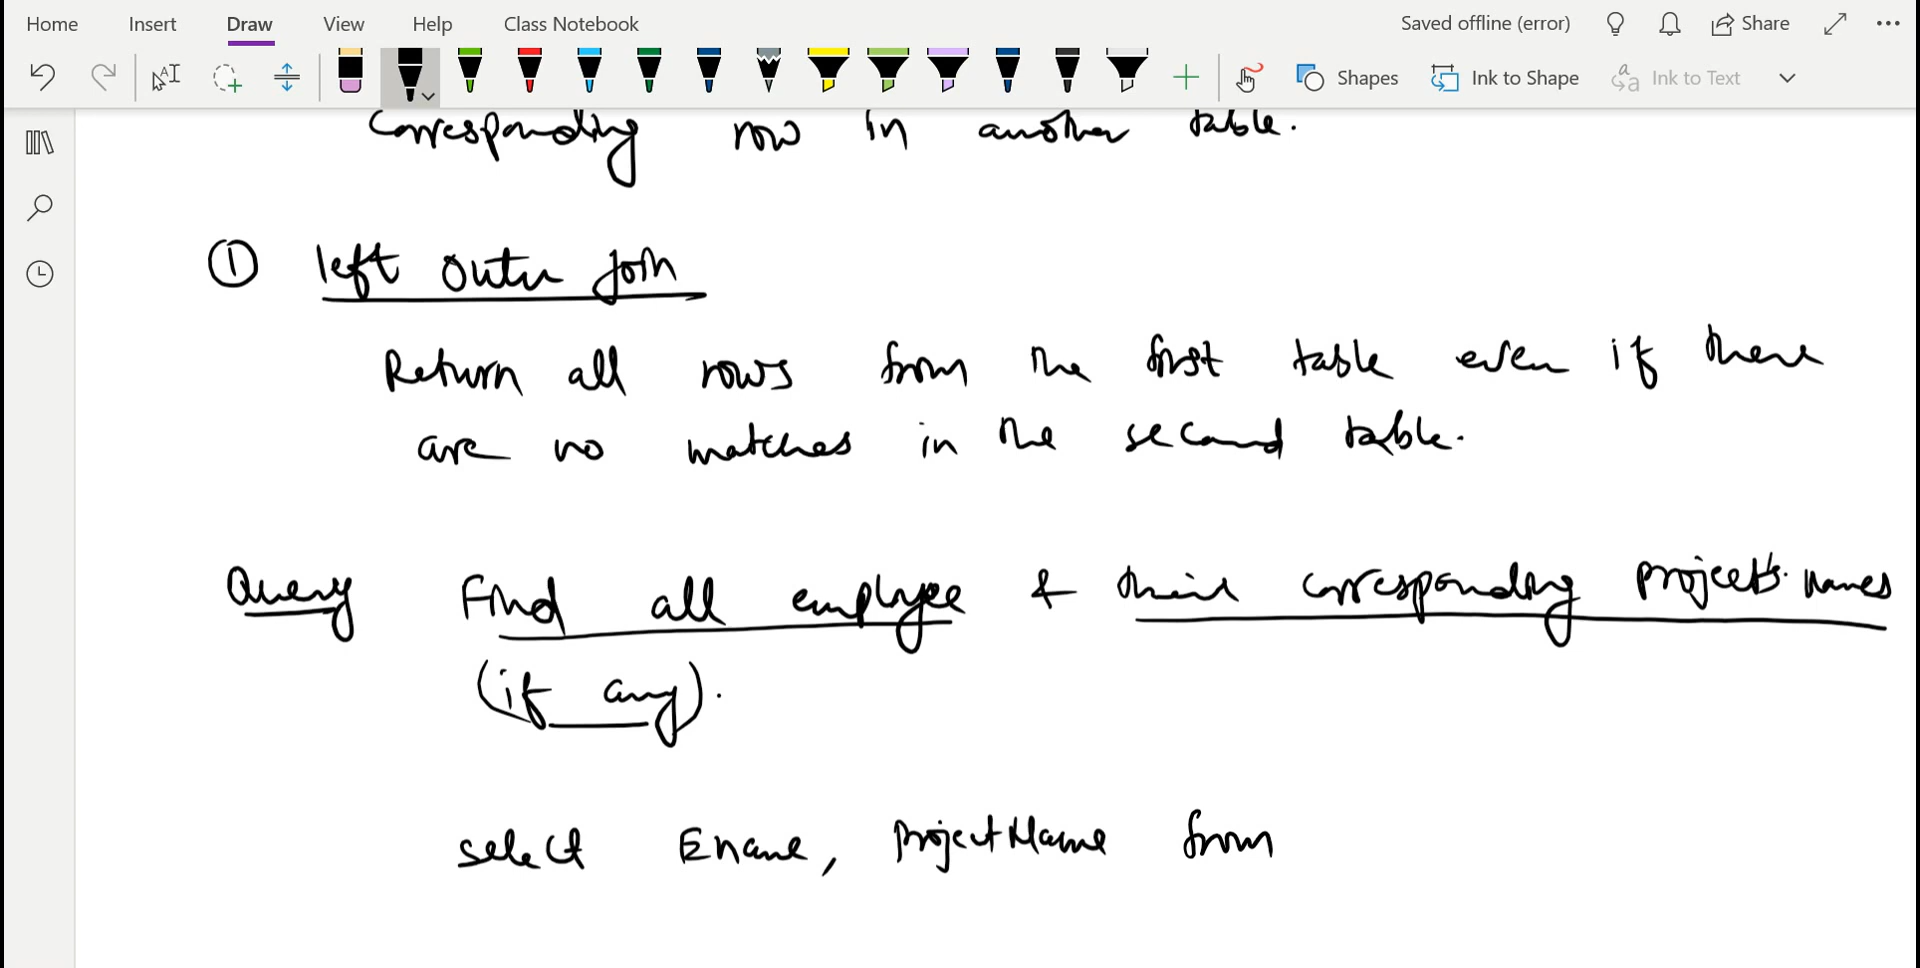 Home Insert Draw View Help Class Notebook Saved offline (error) Share
Shapes Ink to Shape Ink to Text
Corresponding row in another table.
① left outer join
Return all rows from the first table even if there
are no matches in the second table.
Query Find all employee & their corresponding project's names
(if any).
select Ename, ProjectName from